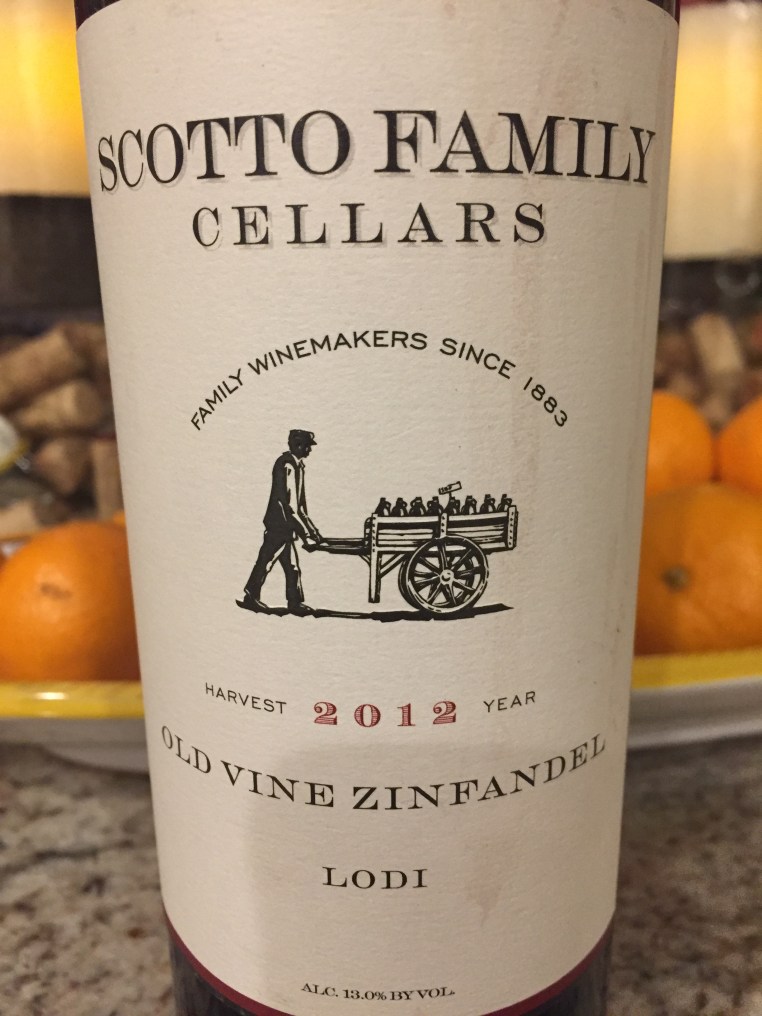 SCOTTO FAMILY
CELLARS
FAMILY WINEMAKERS SINCE 1883
HARVEST 2012 YEAR
OLD VINE ZINFANDEL
LODI
ALC. 13.0% BY VOL.